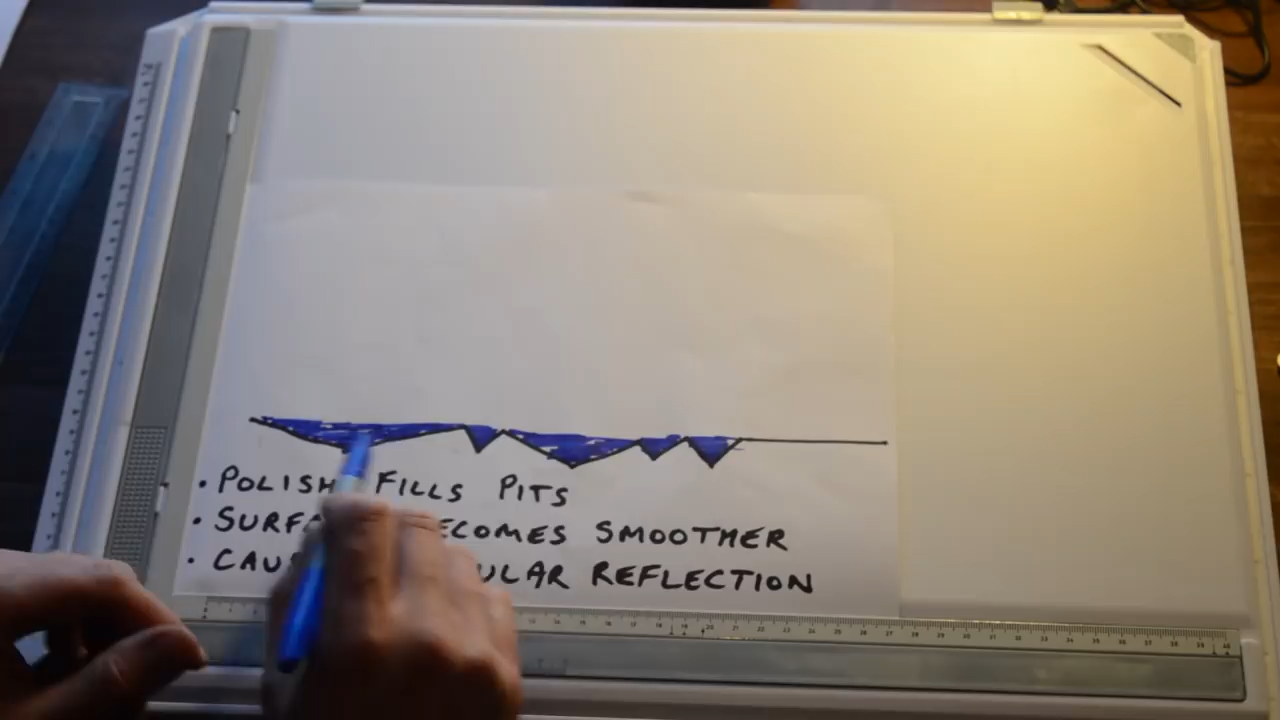 • POLISH FILLS PITS
• SURF ECOMES SMOOTHER
• CAU ULAR REFLECTION